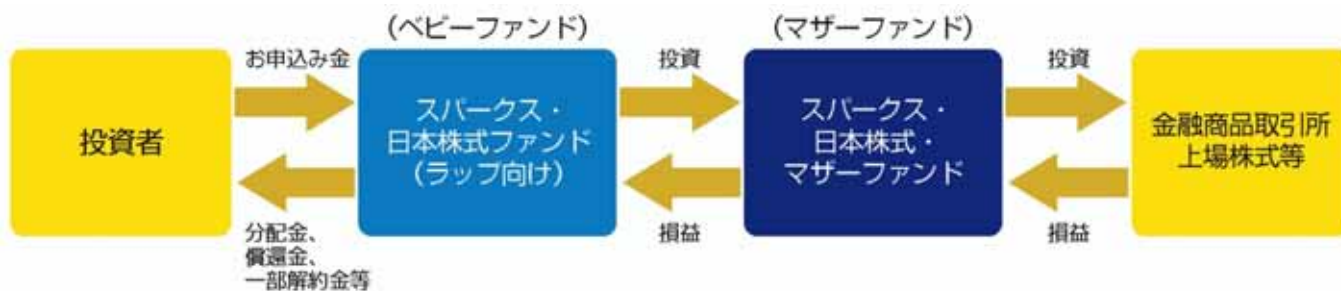 (ベビーファンド)
(マザーファンド)
お申込み金
投資
投資
投資者
スパークス・
日本株式ファンド
(ラップ向け)
スパークス・
日本株式・
マザーファンド
金融商品取引所
上場株式等
分配金、
償還金、
一部解約金等
損益
損益